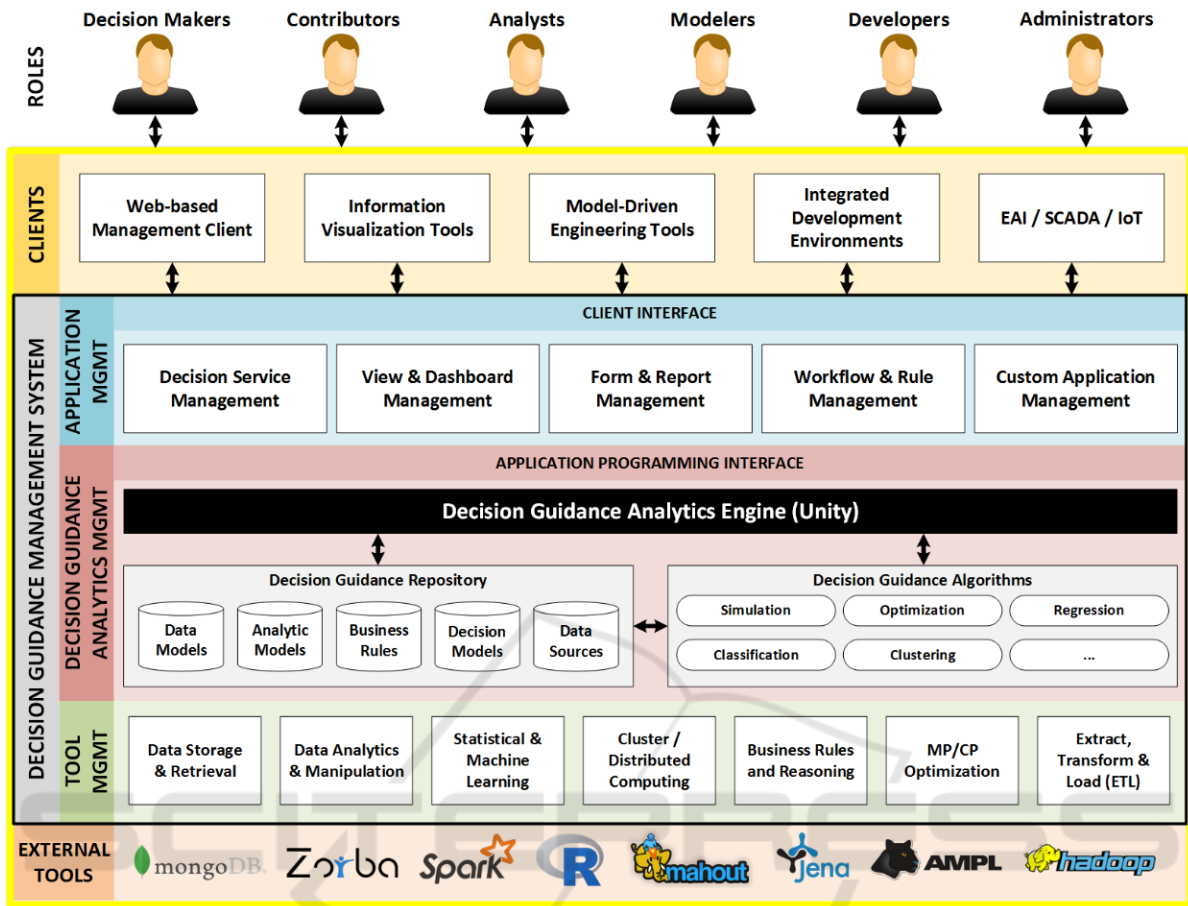 Decision Makers
Contributors
Analysts
Modelers
Developers
Administrators
ROLES
CLIENTS
Web-based
Management Client
Information
Visualization Tools
Model-Driven
Engineering Tools
Integrated
Development
Environments
EAI / SCADA / IoT
DECISION GUIDANCE MANAGEMENT SYSTEM
APPLICATION
MGMT
CLIENT INTERFACE
Decision Service
Management
View & Dashboard
Management
Form & Report
Management
Workflow & Rule
Management
Custom Application
Management
DECISION GUIDANCE
ANALYTICS MGMT
APPLICATION PROGRAMMING INTERFACE
Decision Guidance Analytics Engine (Unity)
Decision Guidance Repository
Data
Models
Analytic
Models
Business
Rules
Decision
Models
Data
Sources
Decision Guidance Algorithms
Simulation
Optimization
Regression
Classification
Clustering
...
TOOL
MGMT
Data Storage
& Retrieval
Data Analytics
& Manipulation
Statistical &
Machine
Learning
Cluster /
Distributed
Computing
Business Rules
and Reasoning
MP/CP
Optimization
Extract,
Transform &
Load (ETL)
SCITEPRESS
EXTERNAL
TOOLS
mongoDB
Zorba
Spark
R
mahout
jena
AMPL
hadoop